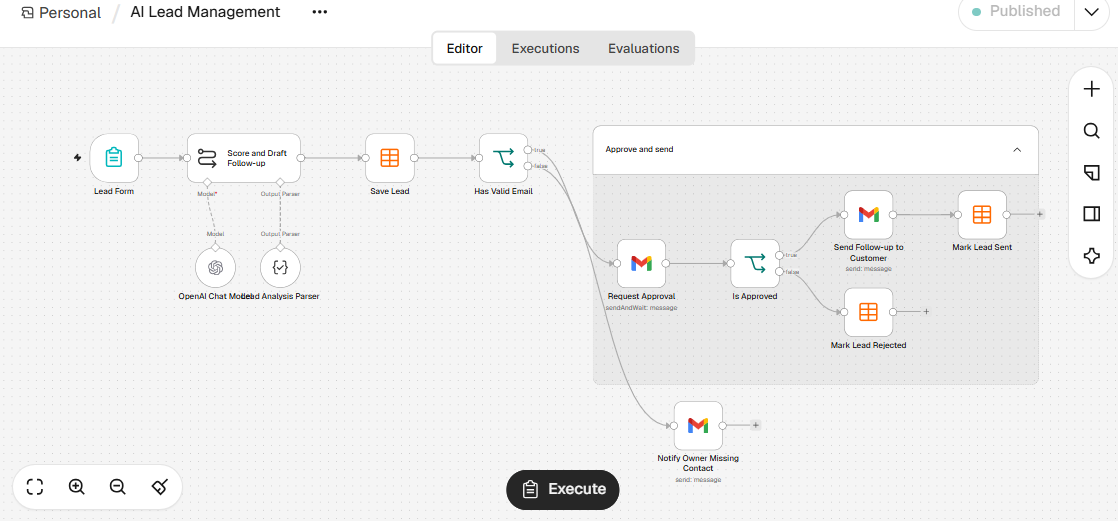 Personal / AI Lead Management ...
Published
Editor Executions Evaluations
Approve and send
Score and Draft
Follow-up
true
false
Lead Form
Save Lead
Has Valid Email
Model*
Output Parser
Model
Output Parser
OpenAI Chat Model
Lead Analysis Parser
Request Approval
sendAndWait: message
true
false
Is Approved
Send Follow-up to
Customer
send: message
Mark Lead Sent
Mark Lead Rejected
Notify Owner Missing
Contact
send: message
Execute